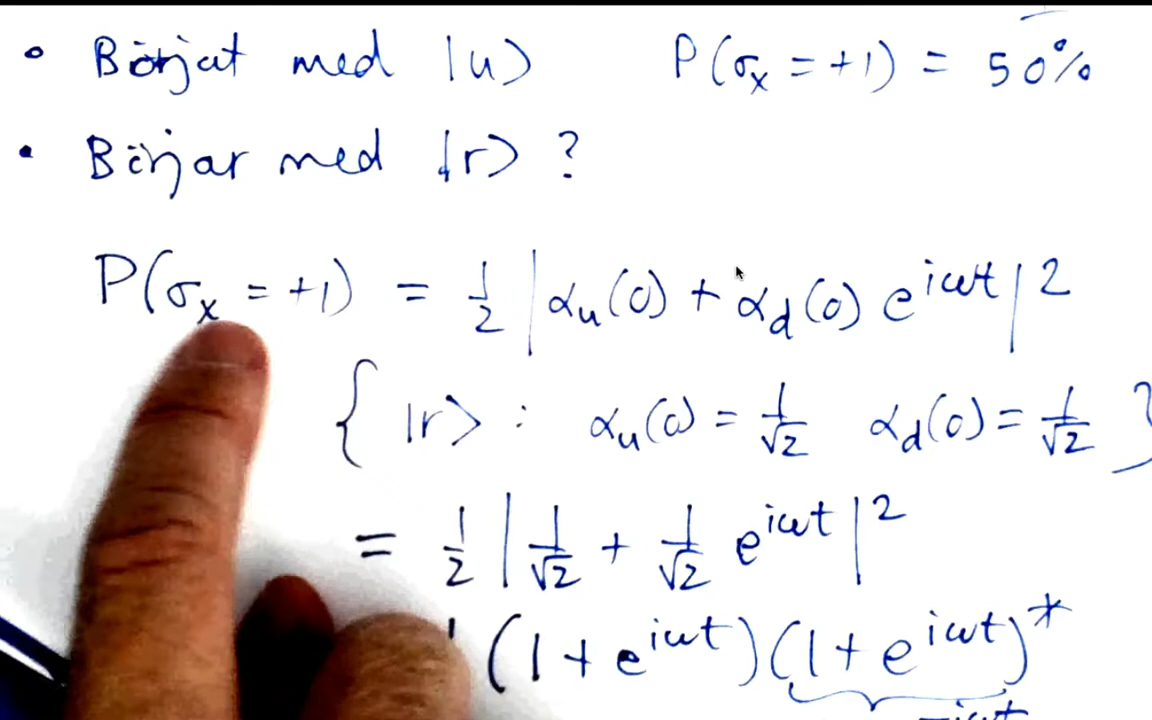 • Börjat med |u⟩ P(σx = +1) = 50%
• Börjar med |r⟩ ?
P(σx = +1) = 1/2 |αu(0) + αd(0) e^{iωt}|^2
{ |r⟩ : αu(0) = 1/√2 αd(0) = 1/√2 }
= 1/2 | 1/√2 + 1/√2 e^{iωt} |^2
(1 + e^{iωt})(1 + e^{iωt})^*